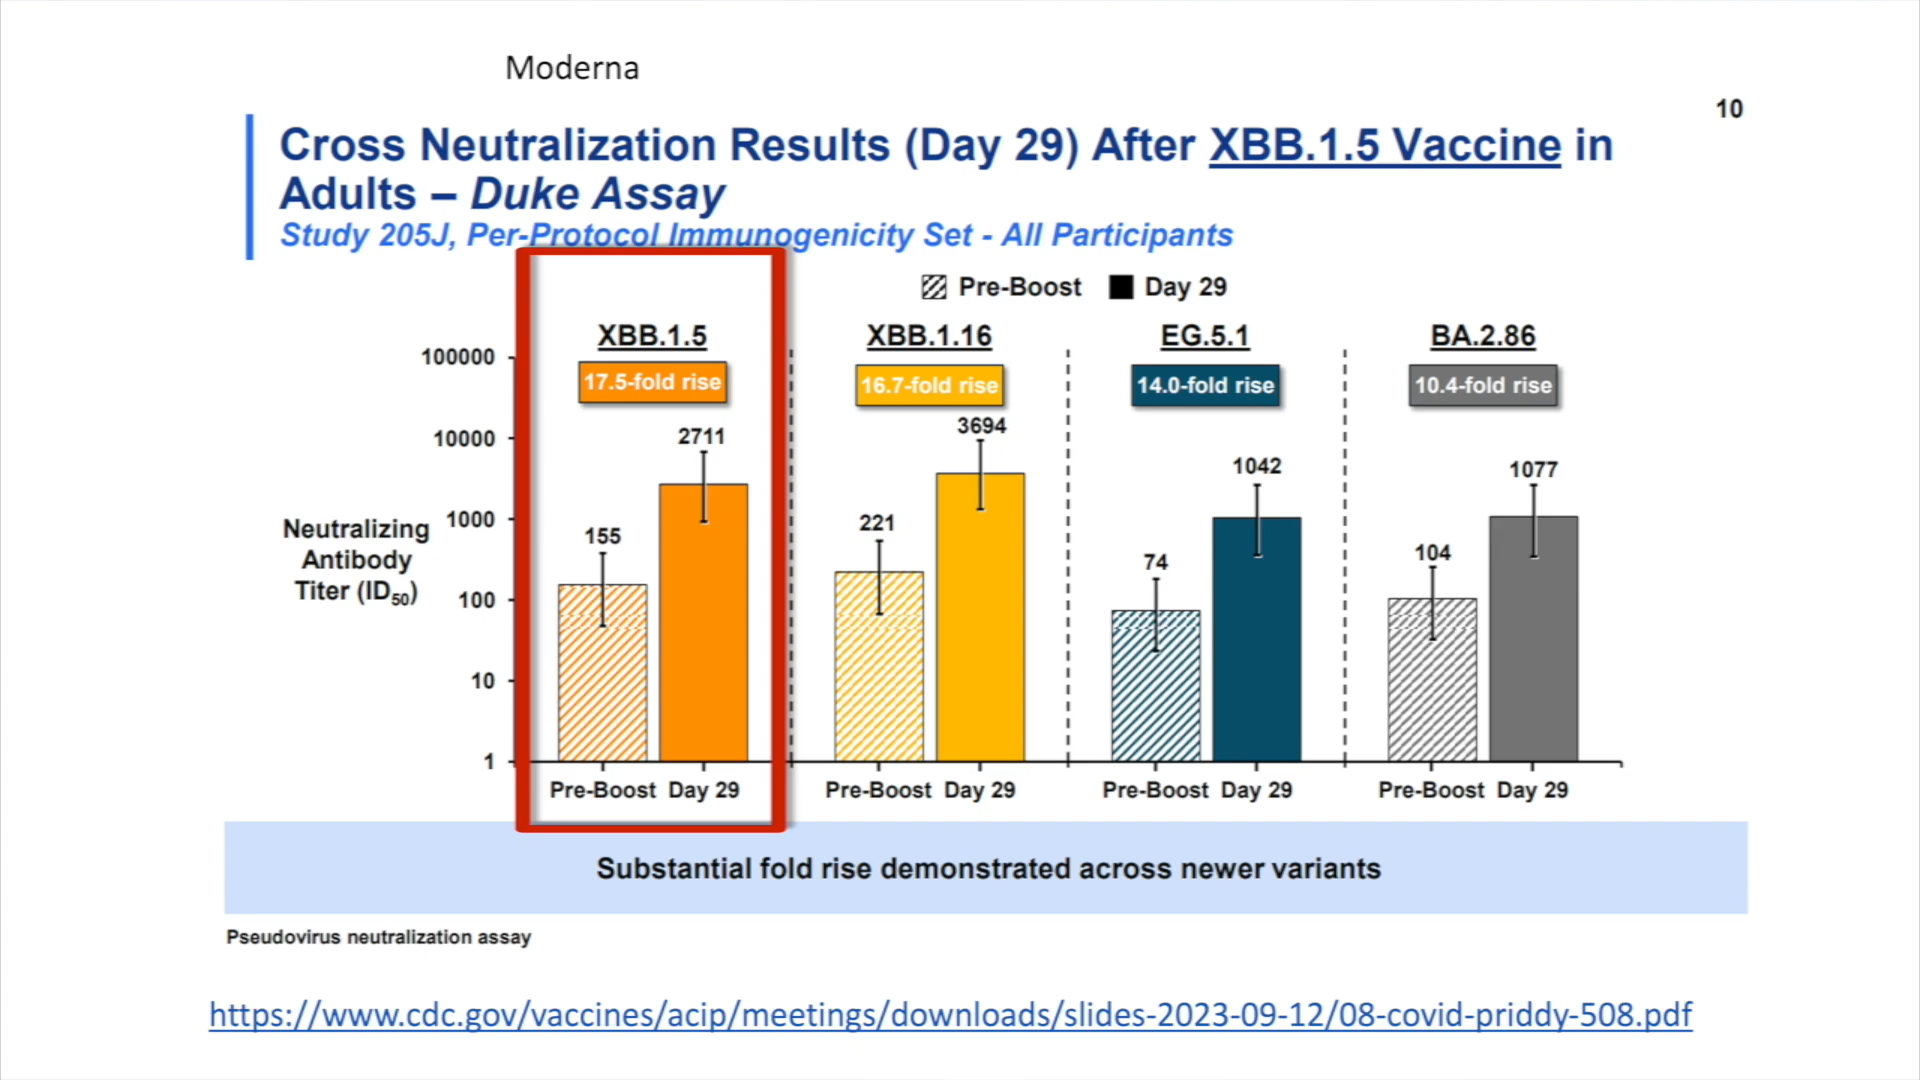 Moderna
10
Cross Neutralization Results (Day 29) After XBB.1.5 Vaccine in
Adults – Duke Assay
Study 205J, Per-Protocol Immunogenicity Set - All Participants
Pre-Boost Day 29
XBB.1.5 XBB.1.16 EG.5.1 BA.2.86
17.5-fold rise 16.7-fold rise 14.0-fold rise 10.4-fold rise
100000
10000
1000
100
10
1
Neutralizing
Antibody
Titer (ID50)
155 2711 221 3694 74 1042 104 1077
Pre-Boost Day 29 Pre-Boost Day 29 Pre-Boost Day 29 Pre-Boost Day 29
Substantial fold rise demonstrated across newer variants
Pseudovirus neutralization assay
https://www.cdc.gov/vaccines/acip/meetings/downloads/slides-2023-09-12/08-covid-priddy-508.pdf